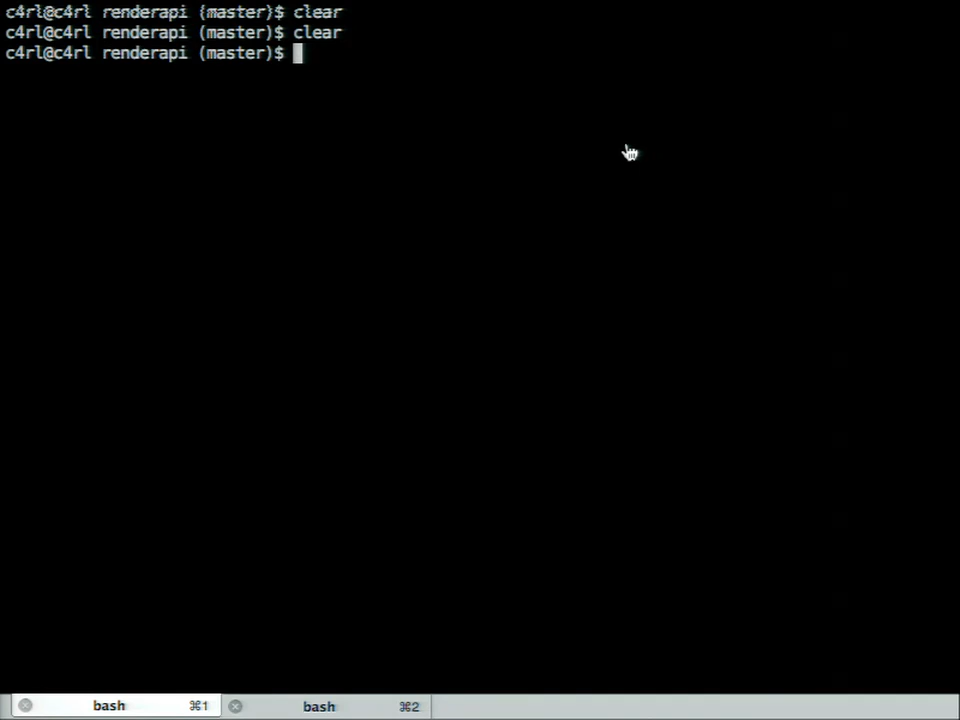 c4rl@c4rl renderapi (master)$ clear
c4rl@c4rl renderapi (master)$ clear
c4rl@c4rl renderapi (master)$
bash ⌘1 bash ⌘2